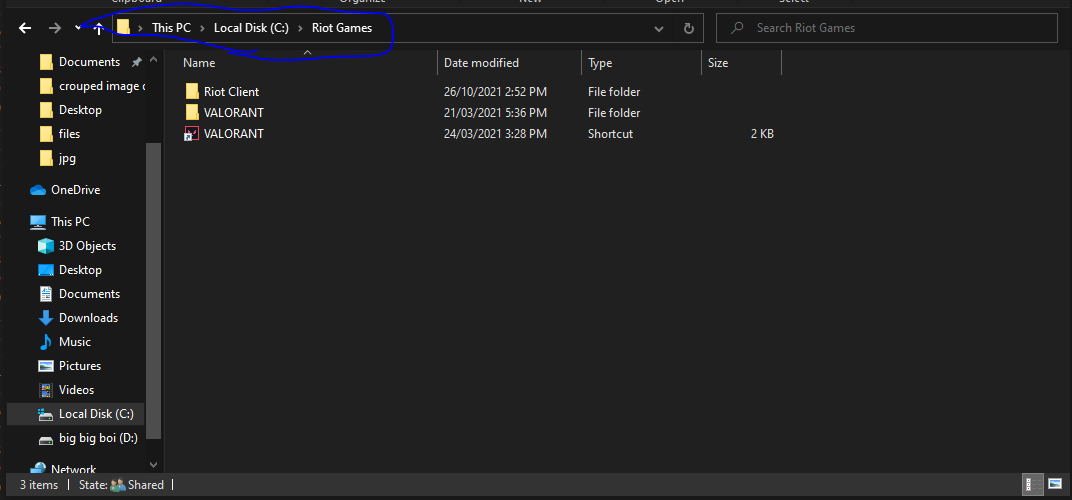 Clipboard Organize New Open Select
This PC Local Disk (C:) Riot Games
Search Riot Games
Name Date modified Type Size
Riot Client 26/10/2021 2:52 PM File folder
VALORANT 21/03/2021 5:36 PM File folder
VALORANT 24/03/2021 3:28 PM Shortcut 2 KB
Documents
crouped image c
Desktop
files
jpg
OneDrive
This PC
3D Objects
Desktop
Documents
Downloads
Music
Pictures
Videos
Local Disk (C:)
big big boi (D:)
Network
3 items State: Shared